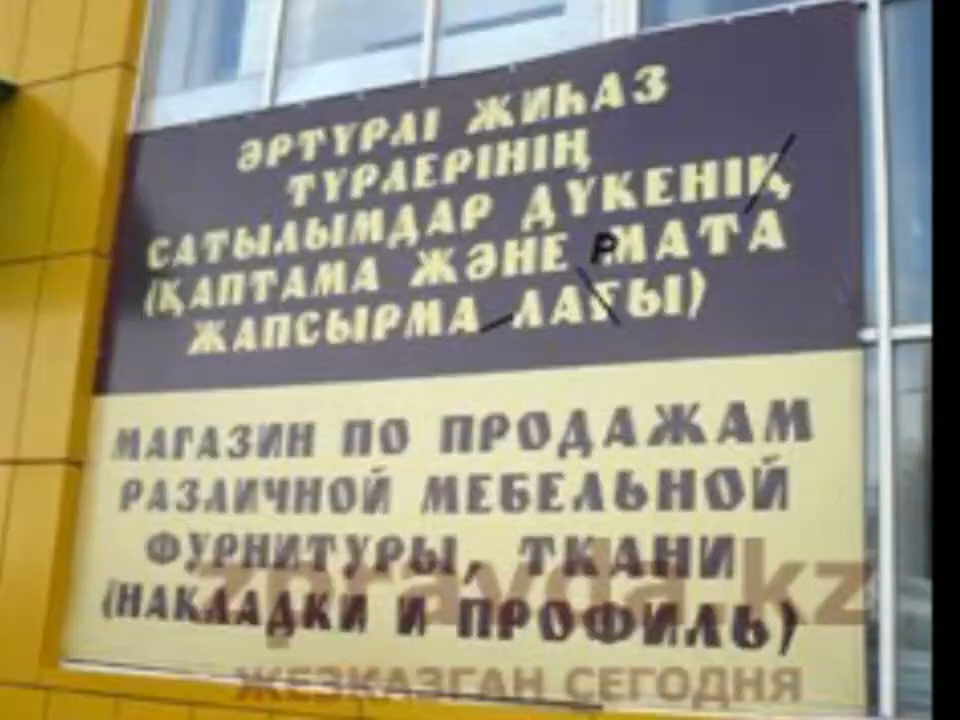 ӘРТҮРЛІ ЖИҺАЗ
ТҮРЛЕРІНІҢ
САТЫЛЫМДАР ДҮКЕНІҢ
(ҚАПТАМА ЖӘНЕ РМАТА
ЖАПСЫРМА ЛАҒЫ)
МАГАЗИН ПО ПРОДАЖАМ
РАЗЛИЧНОЙ МЕБЕЛЬНОЙ
ФУРНИТУРЫ, ТКАНИ
(НАКЛАДКИ И ПРОФИЛЬ)
zpravda.kz
ЖЕЗКАЗГАН СЕГОДНЯ